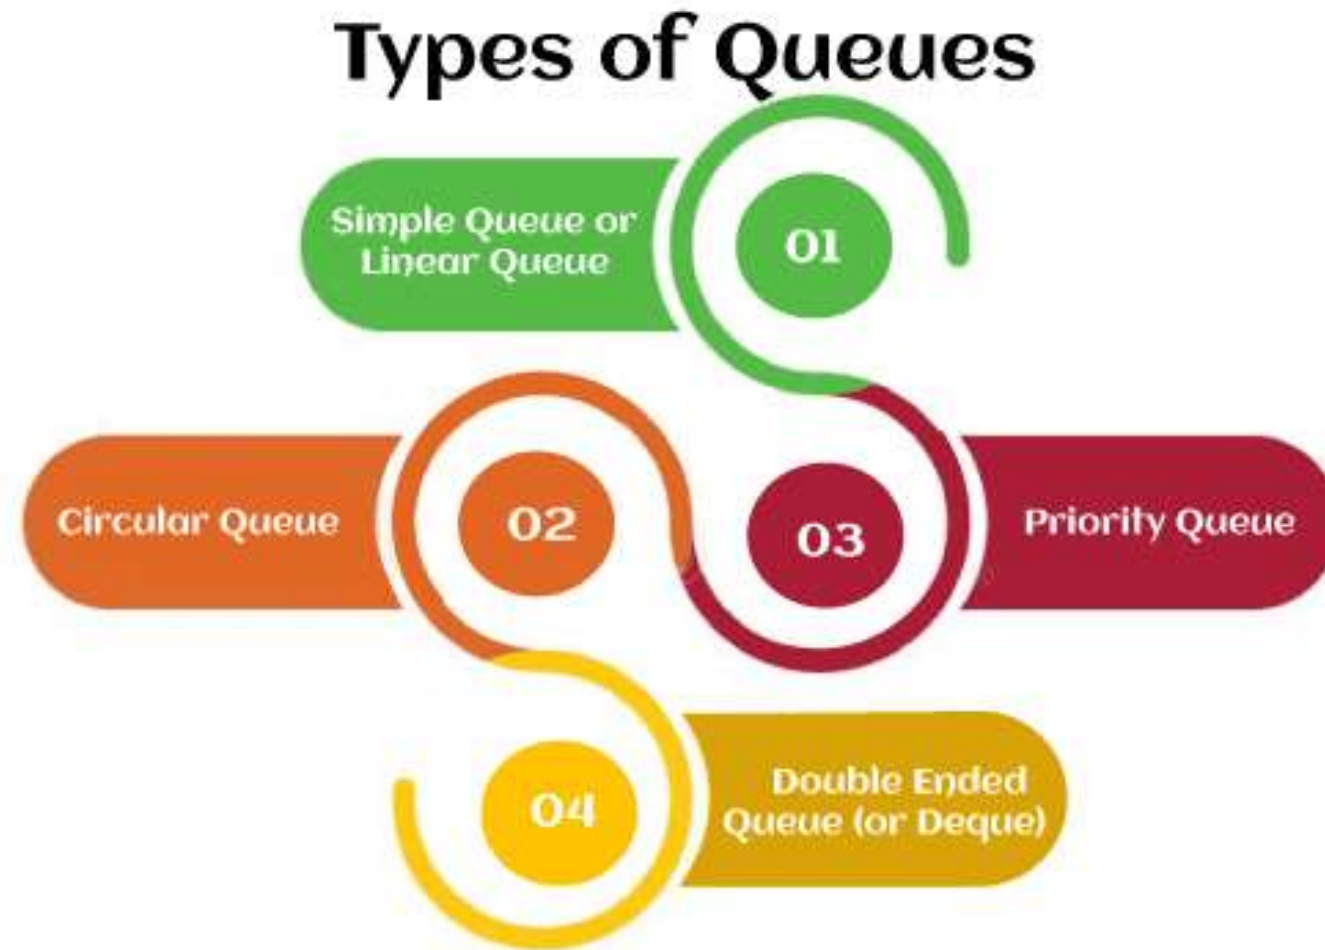 Types of Queues
Simple Queue or
Linear Queue
01
Circular Queue
02
03
Priority Queue
04
Double Ended
Queue (or Deque)